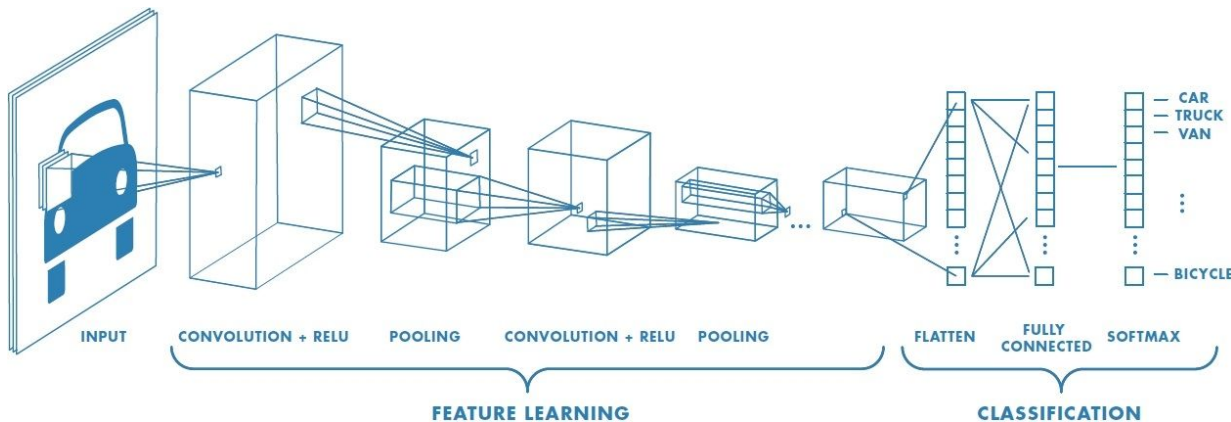 CAR
TRUCK
VAN
BICYCLE
INPUT
CONVOLUTION + RELU
POOLING
CONVOLUTION + RELU
POOLING
FLATTEN
FULLY
CONNECTED
SOFTMAX
FEATURE LEARNING
CLASSIFICATION